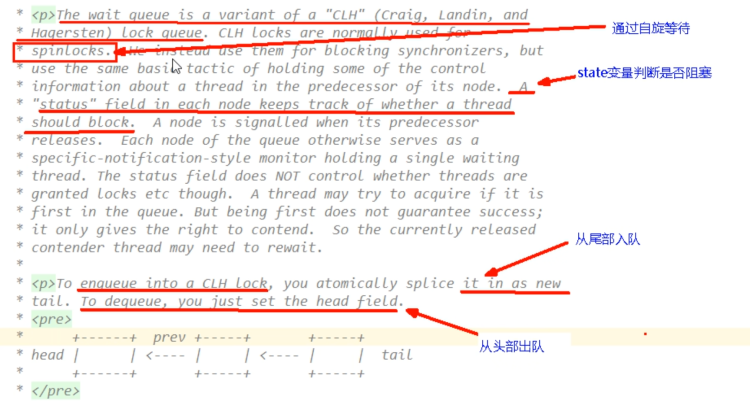 * <p>The wait queue is a variant of a "CLH" (Craig, Landin, and
* Hagersten) lock queue. CLH locks are normally used for
* spinlocks. We instead use them for blocking synchronizers, but
* use the same basic tactic of holding some of the control
* information about a thread in the predecessor of its node. A
* "status" field in each node keeps track of whether a thread
* should block. A node is signalled when its predecessor
* releases. Each node of the queue otherwise serves as a
* specific-notification-style monitor holding a single waiting
* thread. The status field does NOT control whether threads are
* granted locks etc though. A thread may try to acquire if it is
* first in the queue. But being first does not guarantee success;
* it only gives the right to contend. So the currently released
* contender thread may need to rewait.
*
* <p>To enqueue into a CLH lock, you atomically splice it in as new
* tail. To dequeue, you just set the head field.
* <pre>
*      +------+  prev +-----+       +-----+
* head |      | <---- |     | <---- |     |  tail
*      +------+       +-----+       +-----+
* </pre>
通过自旋等待
state变量判断是否阻塞
从尾部入队
从头部出队